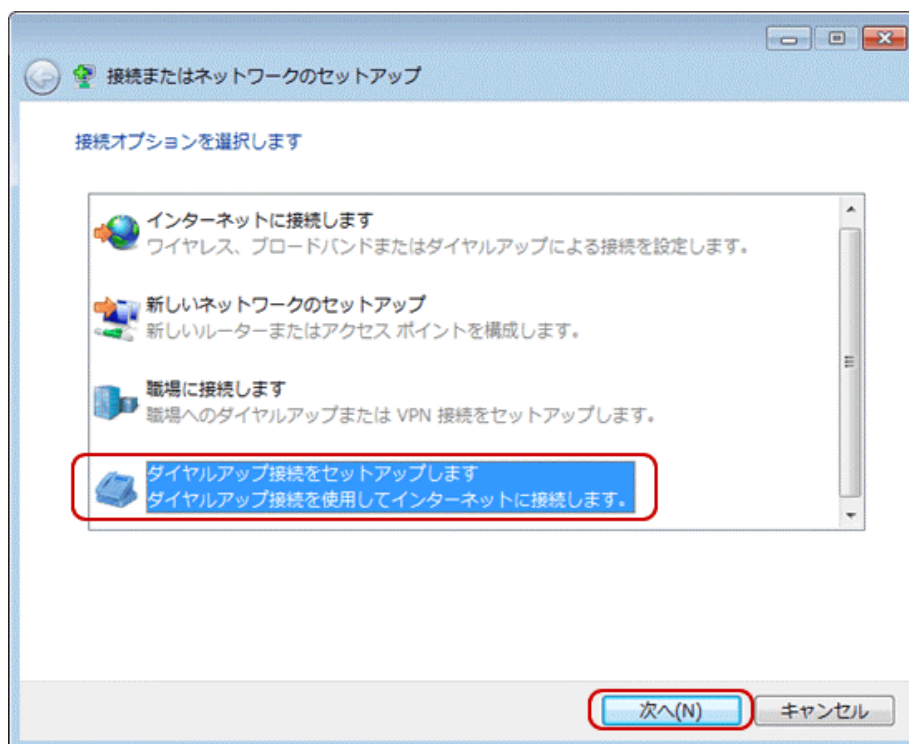 接続またはネットワークのセットアップ
接続オプションを選択します
インターネットに接続します
ワイヤレス、ブロードバンドまたはダイヤルアップによる接続を設定します。
新しいネットワークのセットアップ
新しいルーターまたはアクセス ポイントを構成します。
職場に接続します
職場へのダイヤルアップまたは VPN 接続をセットアップします。
ダイヤルアップ接続をセットアップします
ダイヤルアップ接続を使用してインターネットに接続します。
次へ(N)
キャンセル